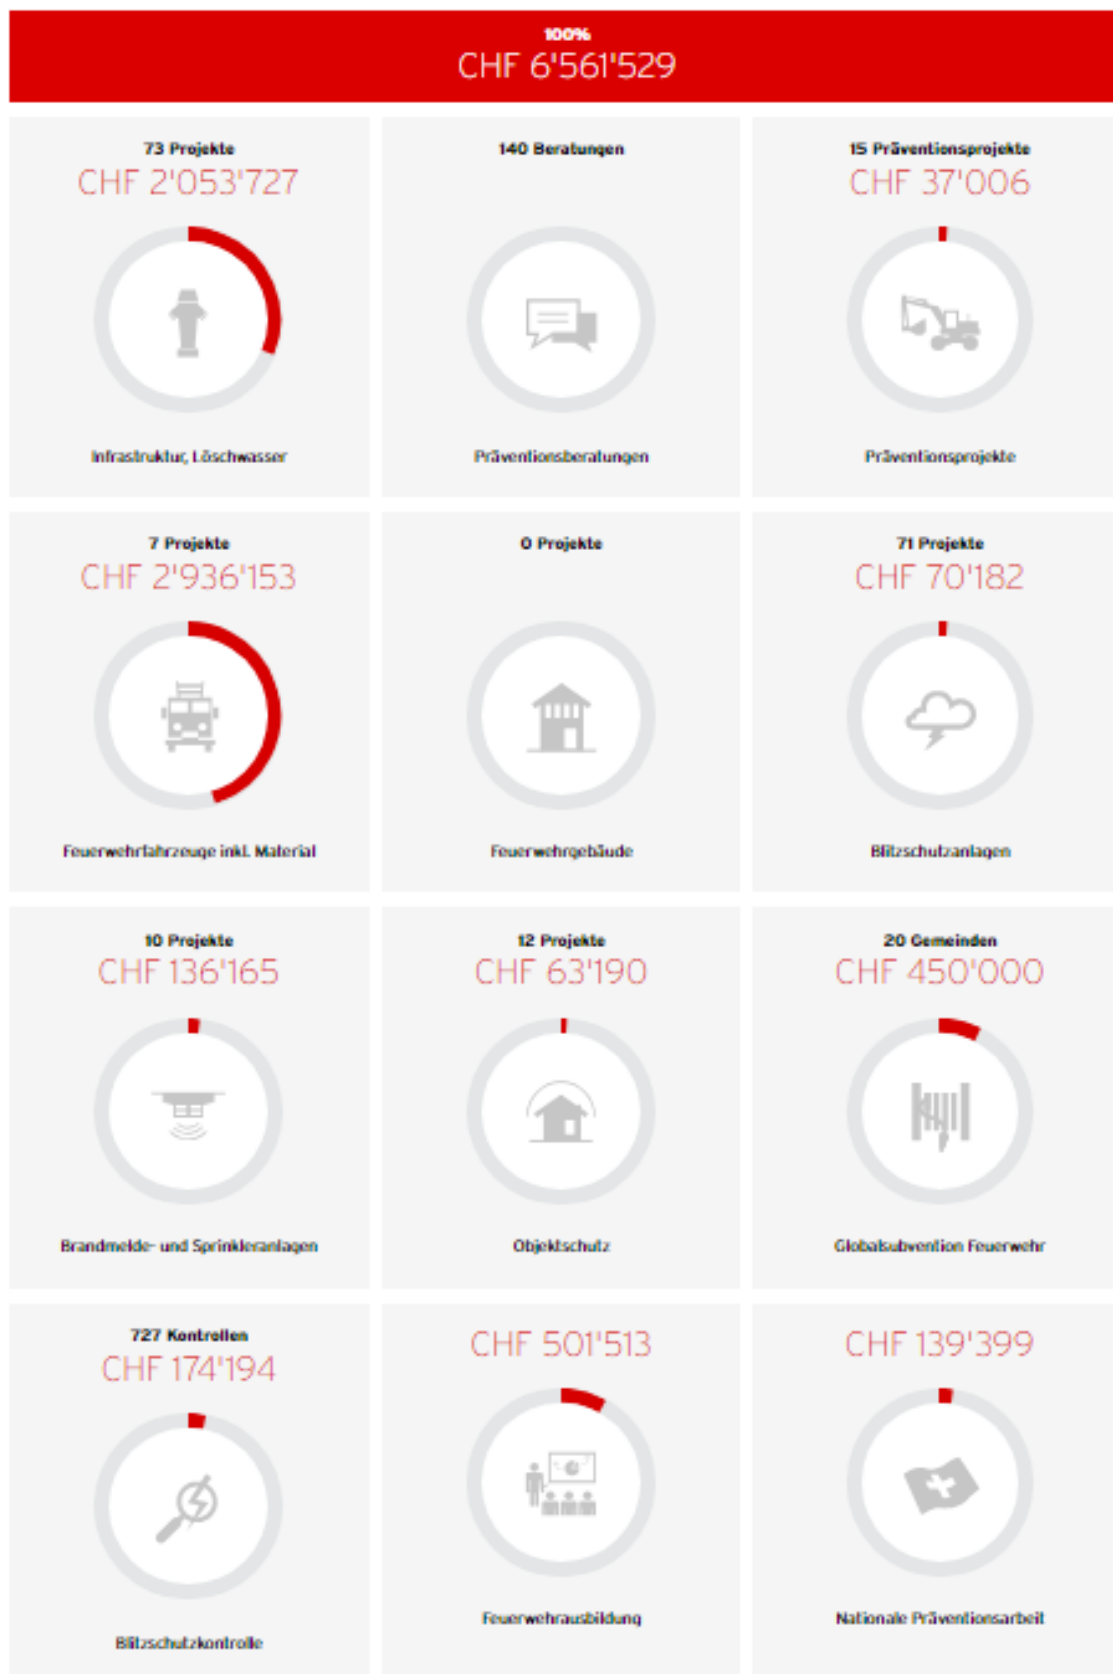 100%
CHF 6'561'529
73 Projekte
CHF 2'053'727
Infrastruktur, Löschwasser
140 Beratungen
Präventionsberatungen
15 Präventionsprojekte
CHF 37'006
Präventionsprojekte
7 Projekte
CHF 2'936'153
Feuerwehrfahrzeuge inkl. Material
0 Projekte
Feuerwehrgebäude
71 Projekte
CHF 70'182
Blitzschutzanlagen
10 Projekte
CHF 136'165
Brandmelde- und Sprinkleranlagen
12 Projekte
CHF 63'190
Objektschutz
20 Gemeinden
CHF 450'000
Globalsubvention Feuerwehr
727 Kontrollen
CHF 174'194
Blitzschutzkontrolle
CHF 501'513
Feuerwehrausbildung
CHF 139'399
Nationale Präventionsarbeit